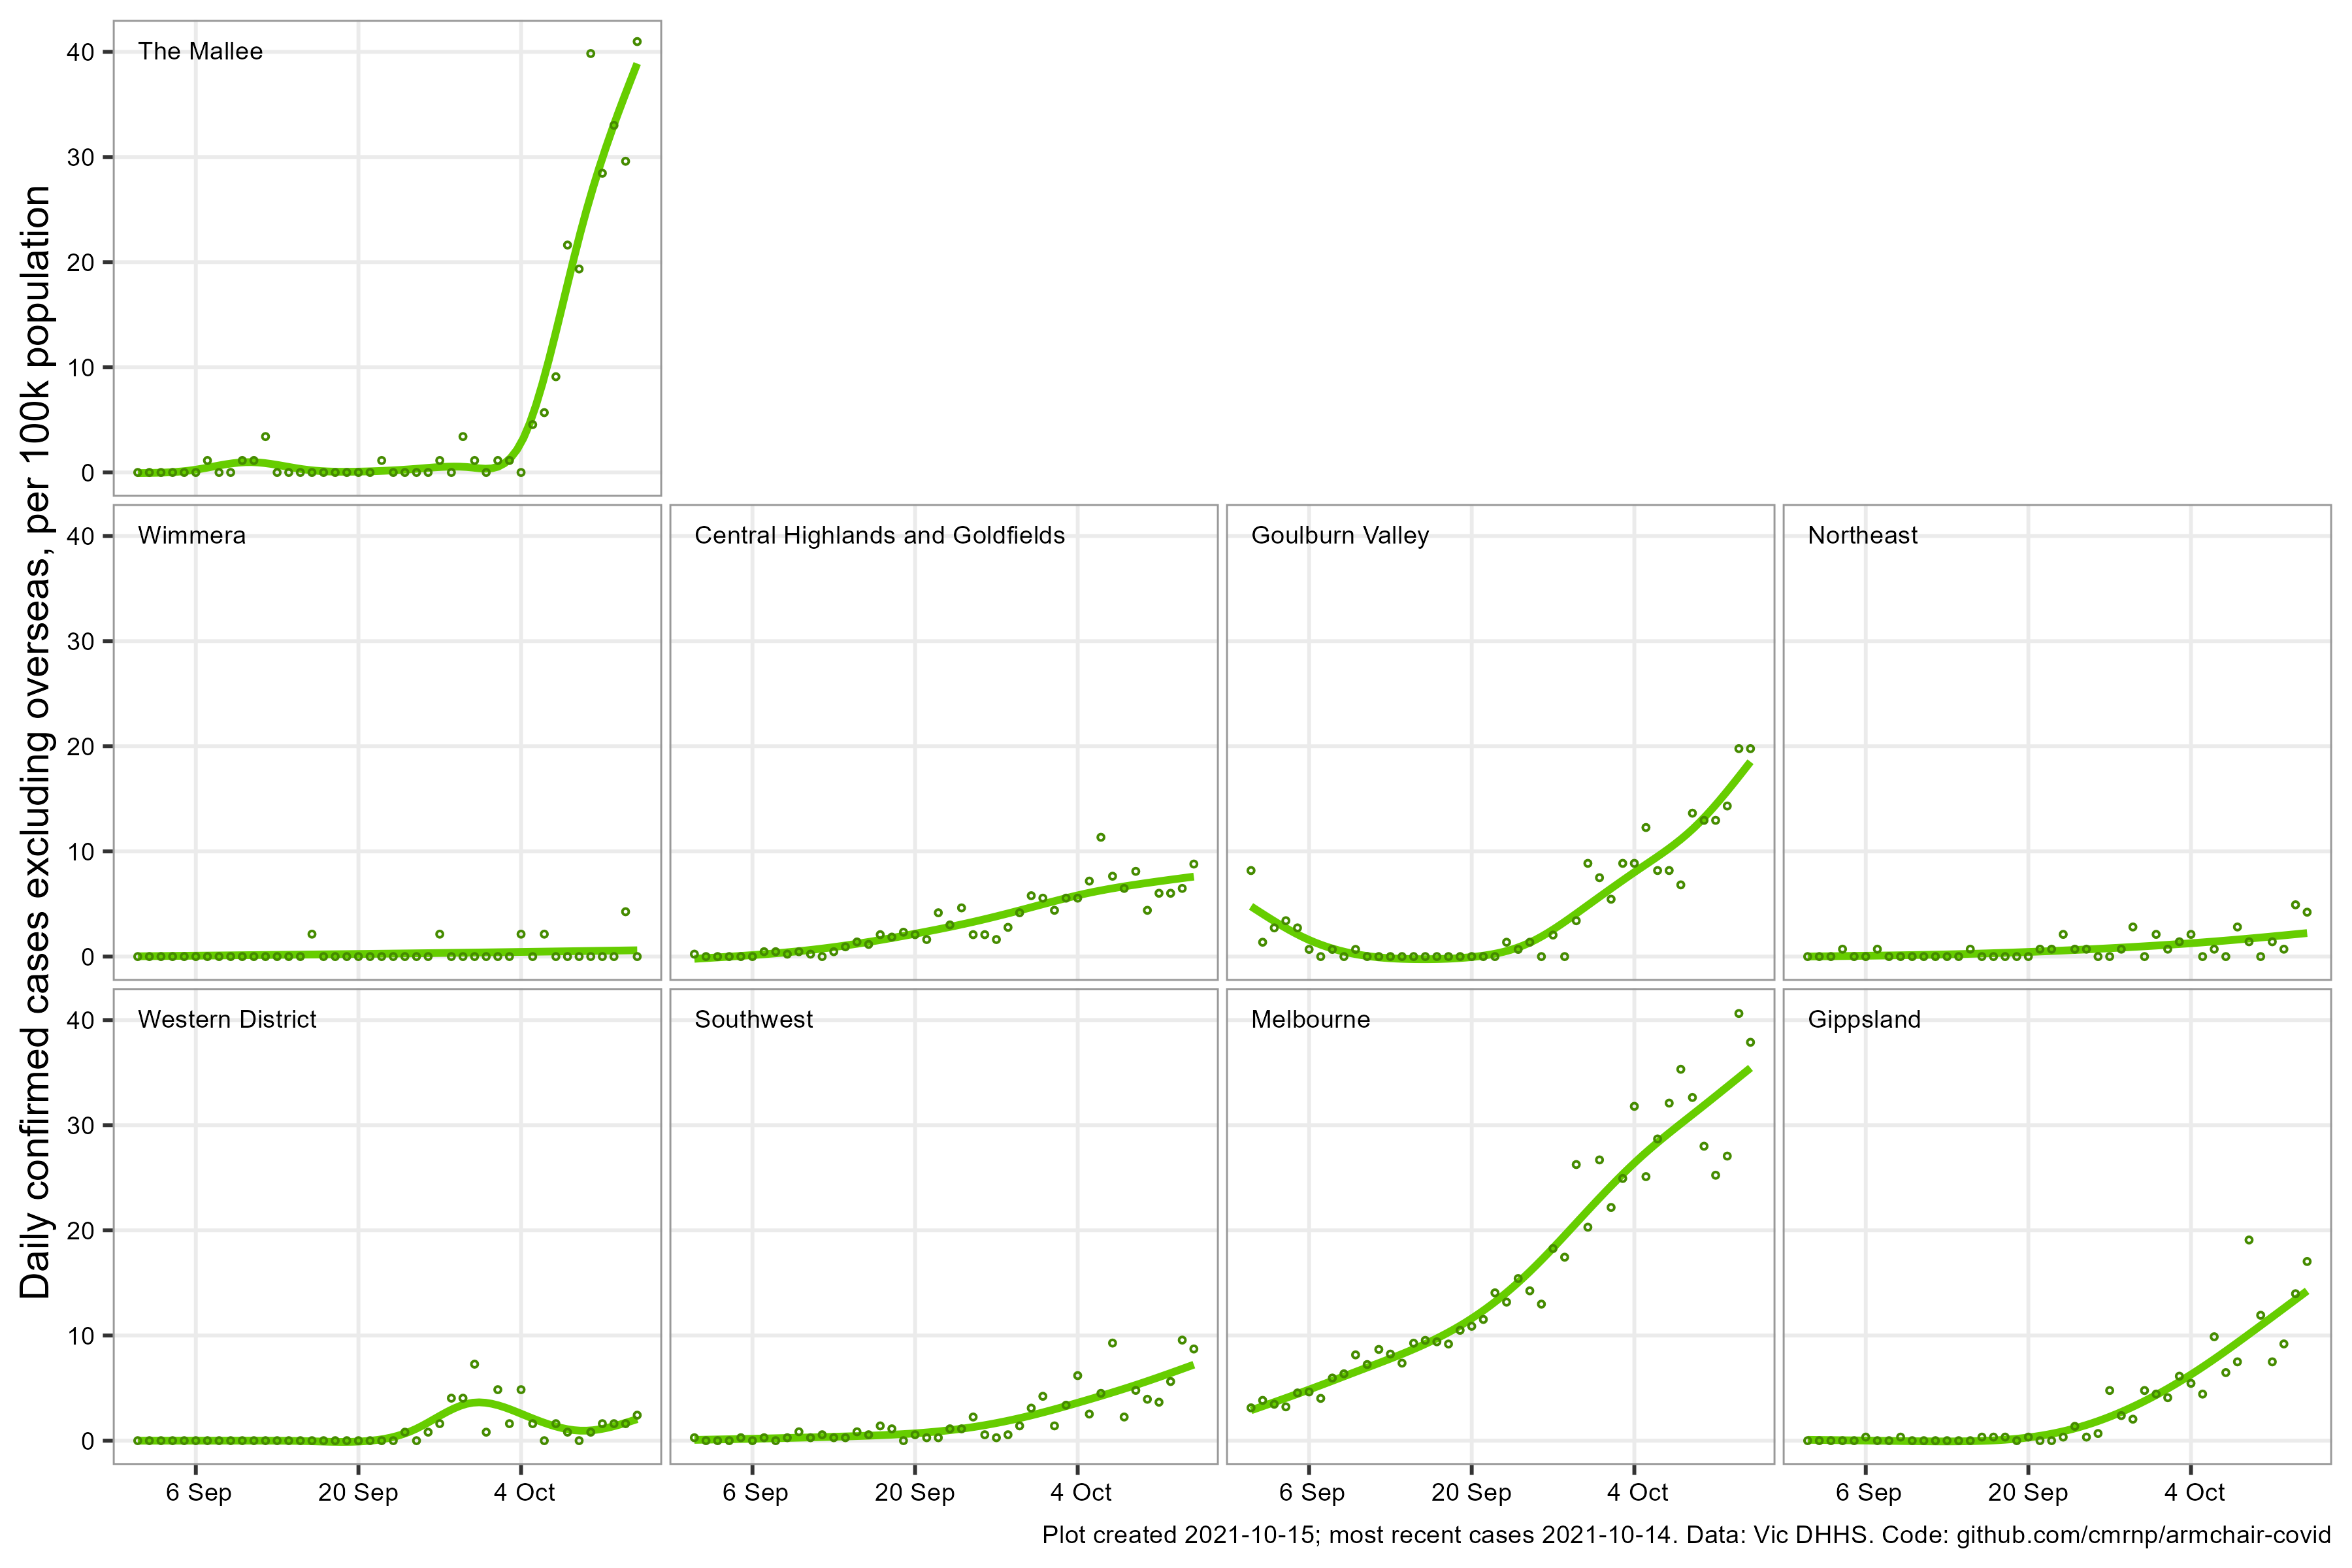 Daily confirmed cases excluding overseas, per 100k population
The Mallee
40
30
20
10
0
Wimmera
Central Highlands and Goldfields
Goulburn Valley
Northeast
40
30
20
10
0
Western District
Southwest
Melbourne
Gippsland
40
30
20
10
0
6 Sep 20 Sep 4 Oct
6 Sep 20 Sep 4 Oct
6 Sep 20 Sep 4 Oct
6 Sep 20 Sep 4 Oct
Plot created 2021-10-15; most recent cases 2021-10-14. Data: Vic DHHS. Code: github.com/cmrnp/armchair-covid